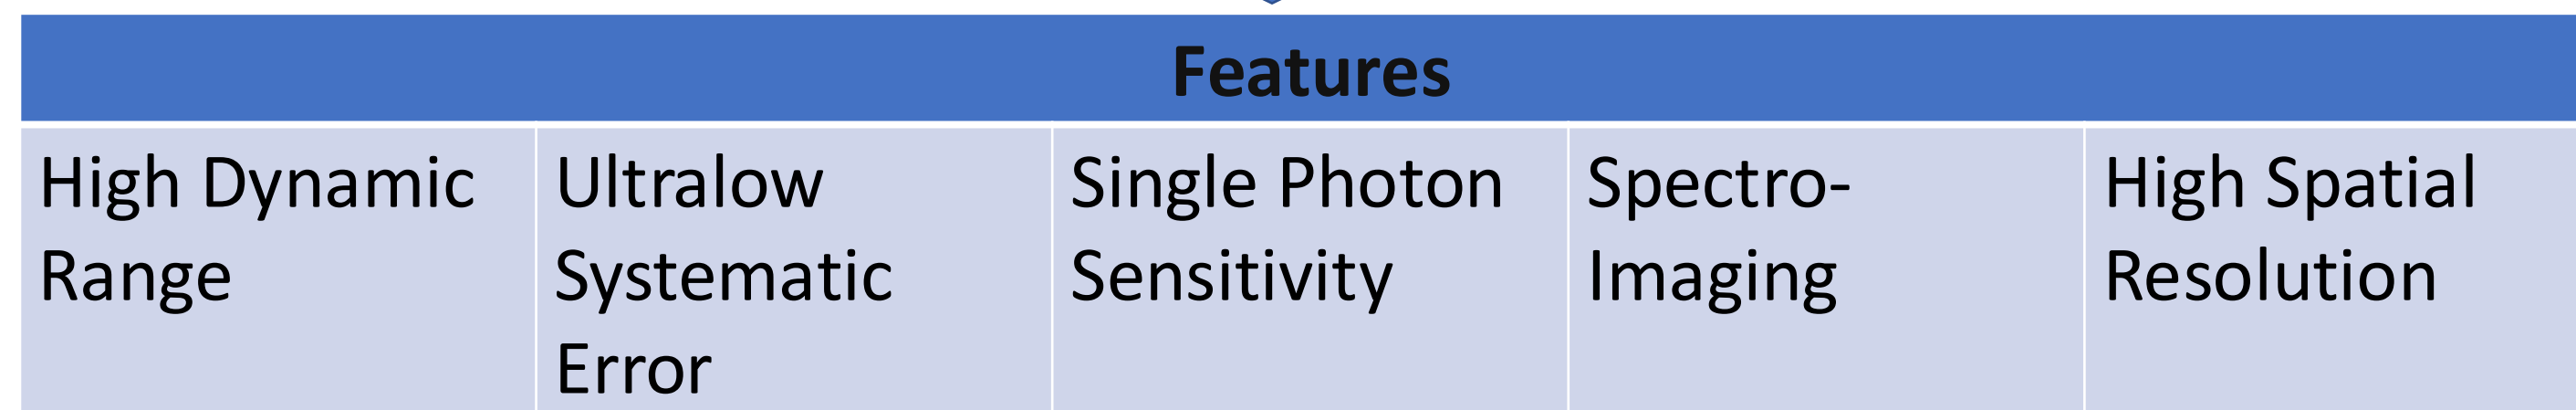 Features
High Dynamic
Range
Ultralow
Systematic
Error
Single Photon
Sensitivity
Spectro-
Imaging
High Spatial
Resolution